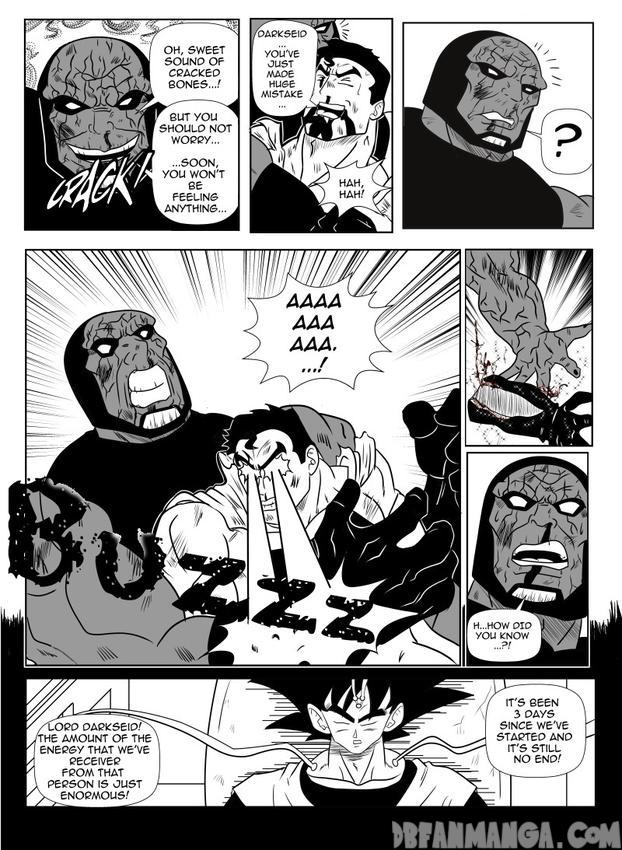 OH, SWEET
SOUND OF
CRACKED
BONES...!
BUT YOU
SHOULD NOT
WORRY...
...SOON,
YOU WON'T
BE
FEELING
ANYTHING...
CRACK
DARKSEID
...
YOU'VE
JUST
MADE
HUGE
MISTAKE
...
HAH,
HAH!
?
AAAA
AAA
AAA.
...!
BUZZZ
H...HOW DID
YOU KNOW
...?!
LORD DARKSEID!
THE AMOUNT OF THE
ENERGY THAT WE'VE
RECEIVER
FROM THAT
PERSON IS JUST
ENORMOUS!
IT'S BEEN
3 DAYS
SINCE WE'VE
STARTED AND
IT'S STILL
NO END!
DBFANMANGA.COM